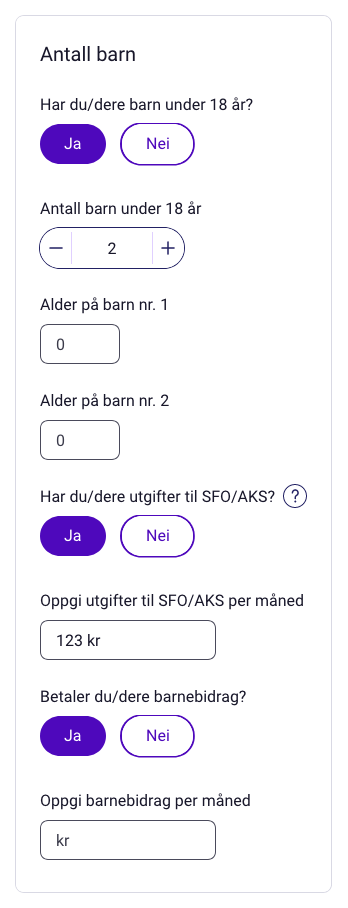 Antall barn
Har du/dere barn under 18 år?
Ja Nei
Antall barn under 18 år
− 2 +
Alder på barn nr. 1
0
Alder på barn nr. 2
0
Har du/dere utgifter til SFO/AKS? ?
Ja Nei
Oppgi utgifter til SFO/AKS per måned
123 kr
Betaler du/dere barnebidrag?
Ja Nei
Oppgi barnebidrag per måned
kr